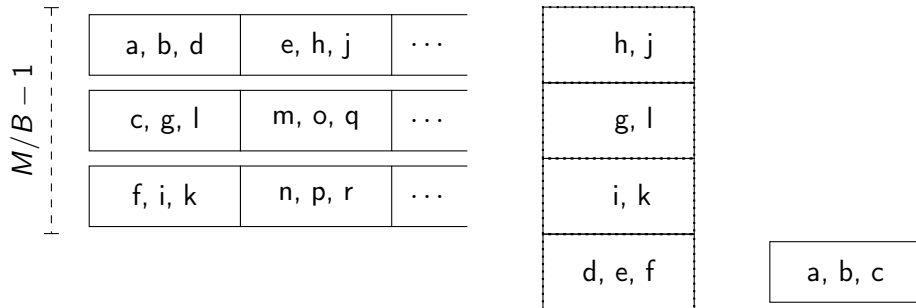 a, b, d e, h, j ··· h, j
M/B − 1 c, g, l m, o, q ··· g, l
f, i, k n, p, r ··· i, k
d, e, f a, b, c